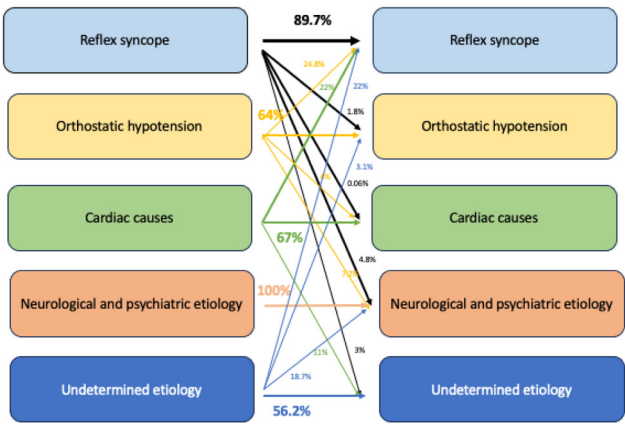 89.7%
Reflex syncope
Reflex syncope
24.8%
22%
22%
1.8%
64%
Orthostatic hypotension
Orthostatic hypotension
3.1%
0.06%
Cardiac causes
Cardiac causes
67%
4.8%
7.2%
100%
Neurological and psychiatric etiology
Neurological and psychiatric etiology
11%
3%
18.7%
Undetermined etiology
Undetermined etiology
56.2%